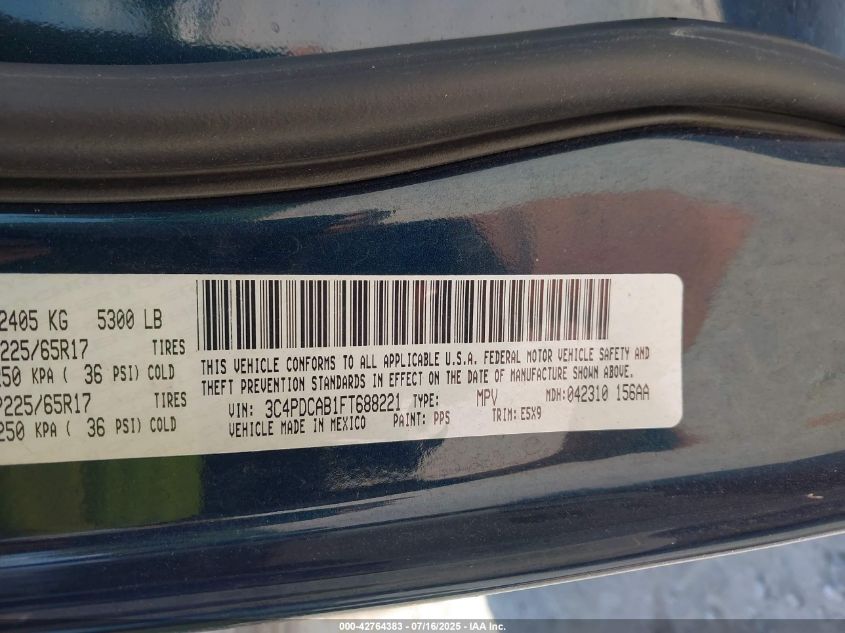 2405 KG 5300 LB
P225/65R17 TIRES
250 KPA ( 36 PSI) COLD
P225/65R17 TIRES
250 KPA ( 36 PSI) COLD
THIS VEHICLE CONFORMS TO ALL APPLICABLE U.S.A. FEDERAL MOTOR VEHICLE SAFETY AND
THEFT PREVENTION STANDARDS IN EFFECT ON THE DATE OF MANUFACTURE SHOWN ABOVE.
VIN: 3C4PDCAB1FT688221 TYPE: MPV MDH: 042310 156AA
VEHICLE MADE IN MEXICO PAINT: PPS TRIM: E5X9
000-42764383 - 07/16/2025 - IAA Inc.